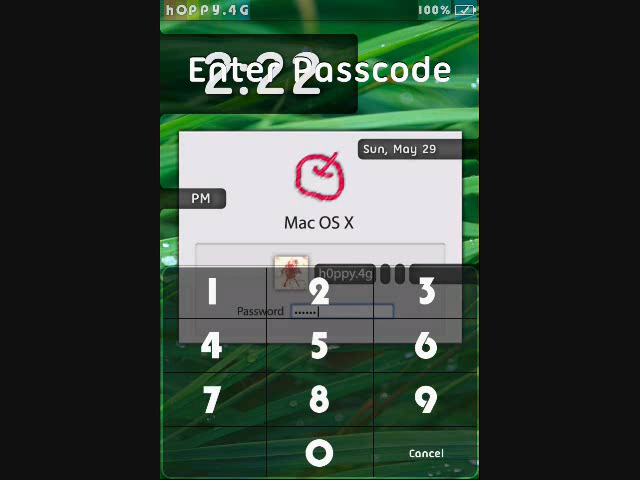 h0PPY.4G 100%
Enter Passcode
2:22
Sun, May 29
PM
Mac OS X
h0ppy.4g
Password ••••••
1 2 3
4 5 6
7 8 9
0 Cancel